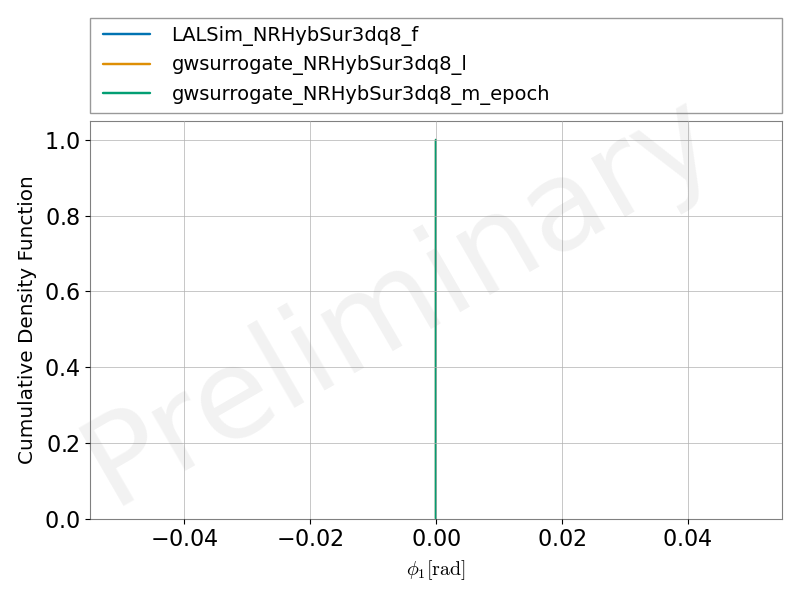 LALSim_NRHybSur3dq8_f
gwsurrogate_NRHybSur3dq8_l
gwsurrogate_NRHybSur3dq8_m_epoch
Preliminary
Cumulative Density Function
1.0
0.8
0.6
0.4
0.2
0.0
−0.04 −0.02 0.00 0.02 0.04
ϕ₁[rad]